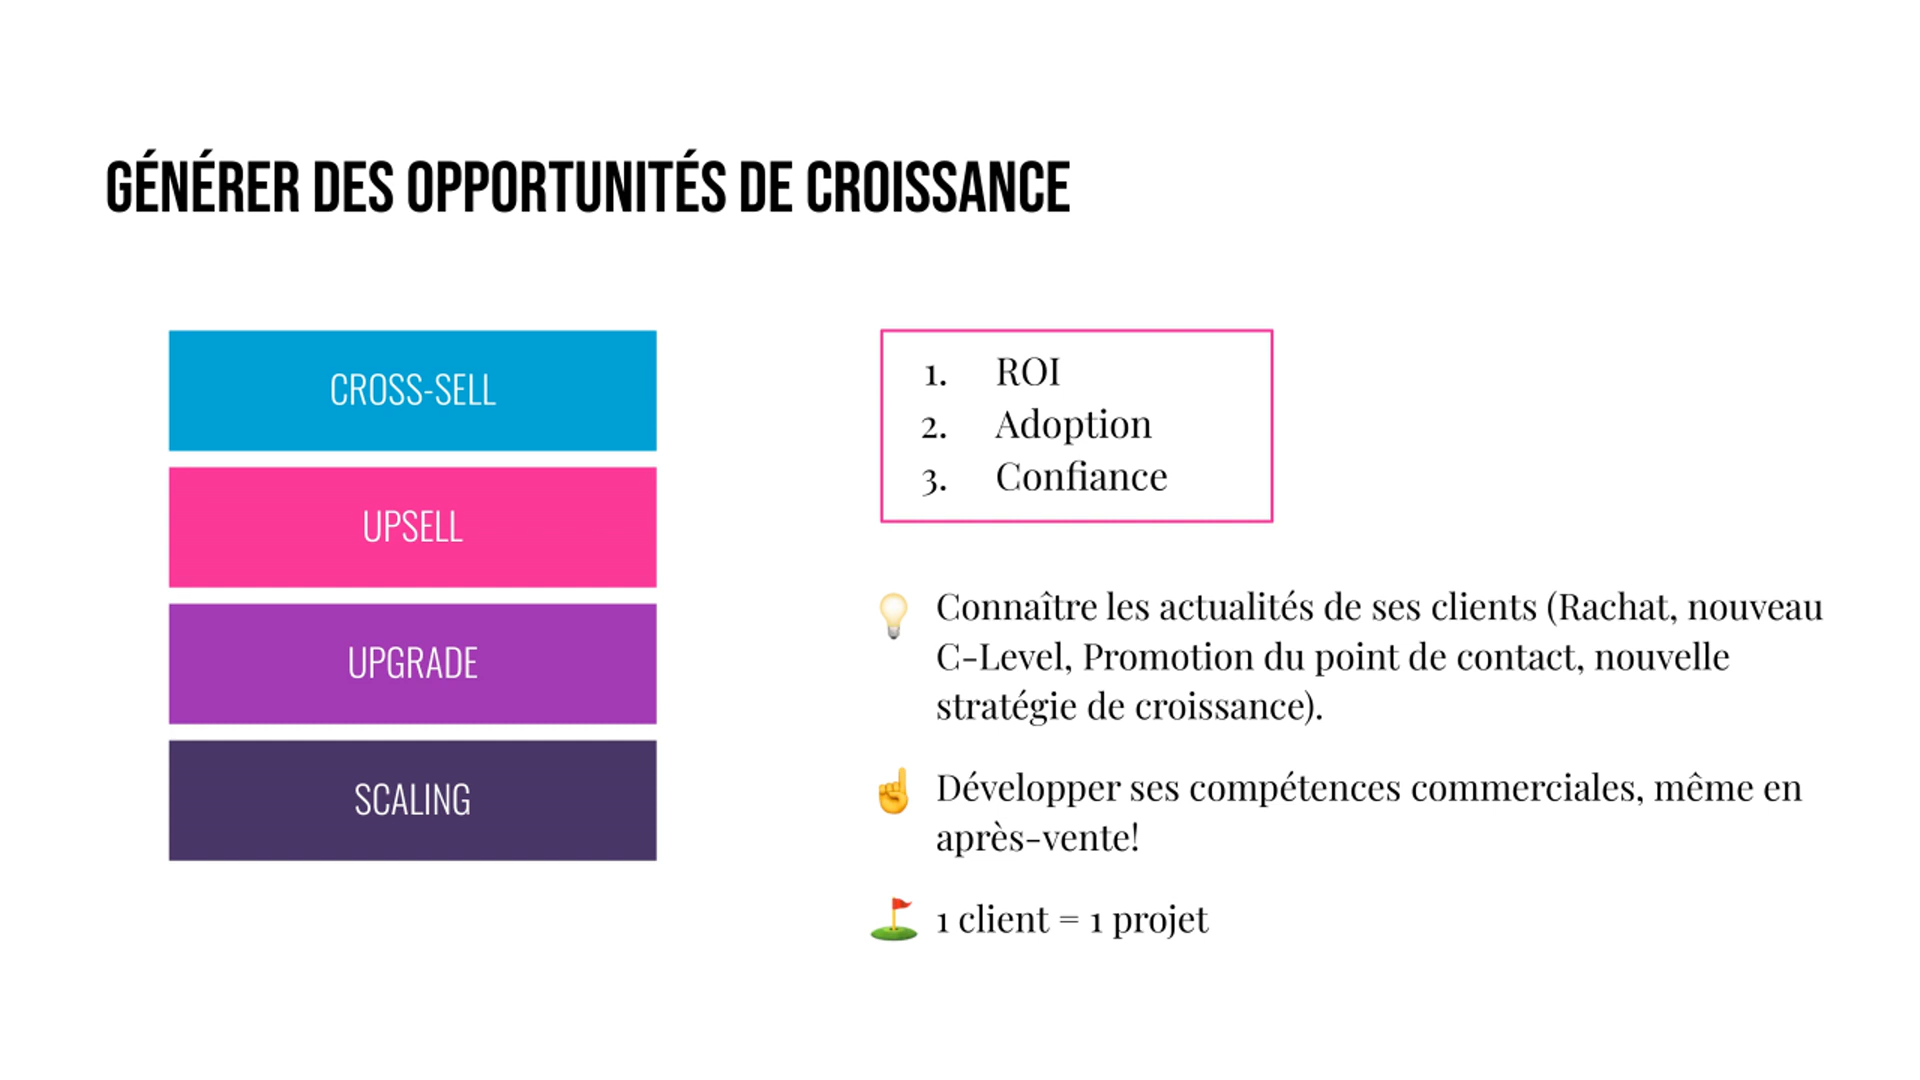 GÉNÉRER DES OPPORTUNITÉS DE CROISSANCE
CROSS-SELL
UPSELL
UPGRADE
SCALING
1. ROI
2. Adoption
3. Confiance
Connaître les actualités de ses clients (Rachat, nouveau
C-Level, Promotion du point de contact, nouvelle
stratégie de croissance).
Développer ses compétences commerciales, même en
après-vente!
1 client = 1 projet